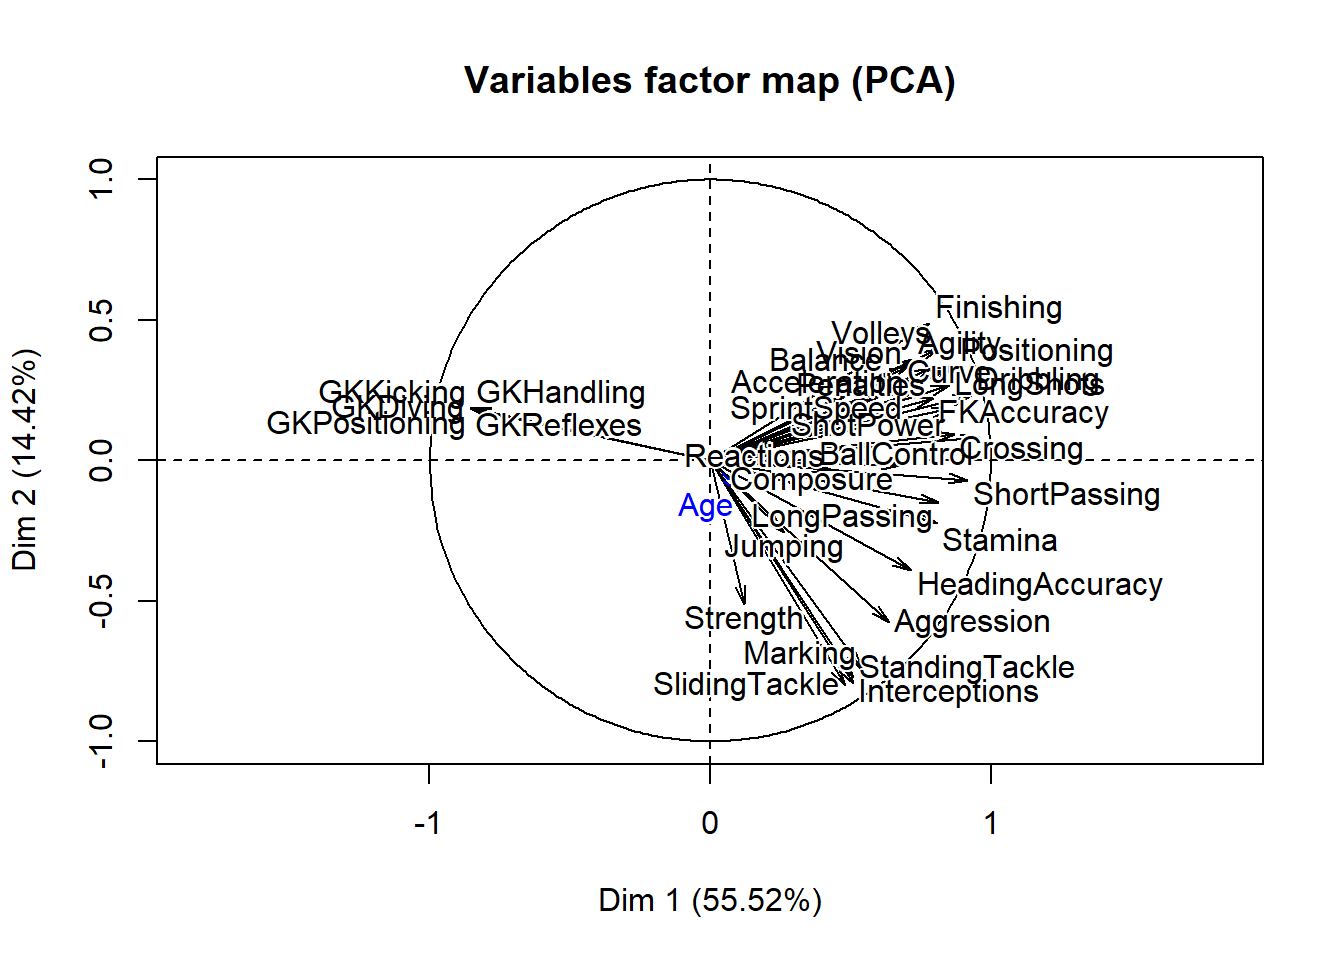 Variables factor map (PCA)
Dim 2 (14.42%)
1.0
0.5
0.0
-0.5
-1.0
Finishing
Volleys
Agility
Positioning
Vision
Balance
Curve
Dribbling
Acceleration
Penalties
LongShots
GKKicking
GKHandling
GKDiving
SprintSpeed
FKAccuracy
GKPositioning
GKReflexes
ShotPower
Crossing
Reactions
BallControl
Composure
ShortPassing
Age
LongPassing
Stamina
Jumping
HeadingAccuracy
Strength
Aggression
Marking
StandingTackle
SlidingTackle
Interceptions
-1
0
1
Dim 1 (55.52%)